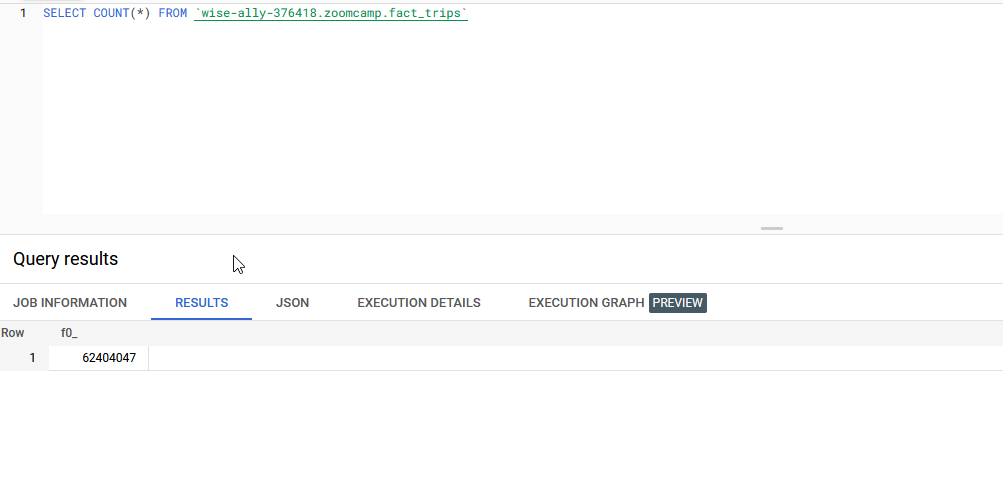 1 SELECT COUNT(*) FROM `wise-ally-376418.zoomcamp.fact_trips`
Query results
JOB INFORMATION RESULTS JSON EXECUTION DETAILS EXECUTION GRAPH PREVIEW
Row f0_
1 62404047